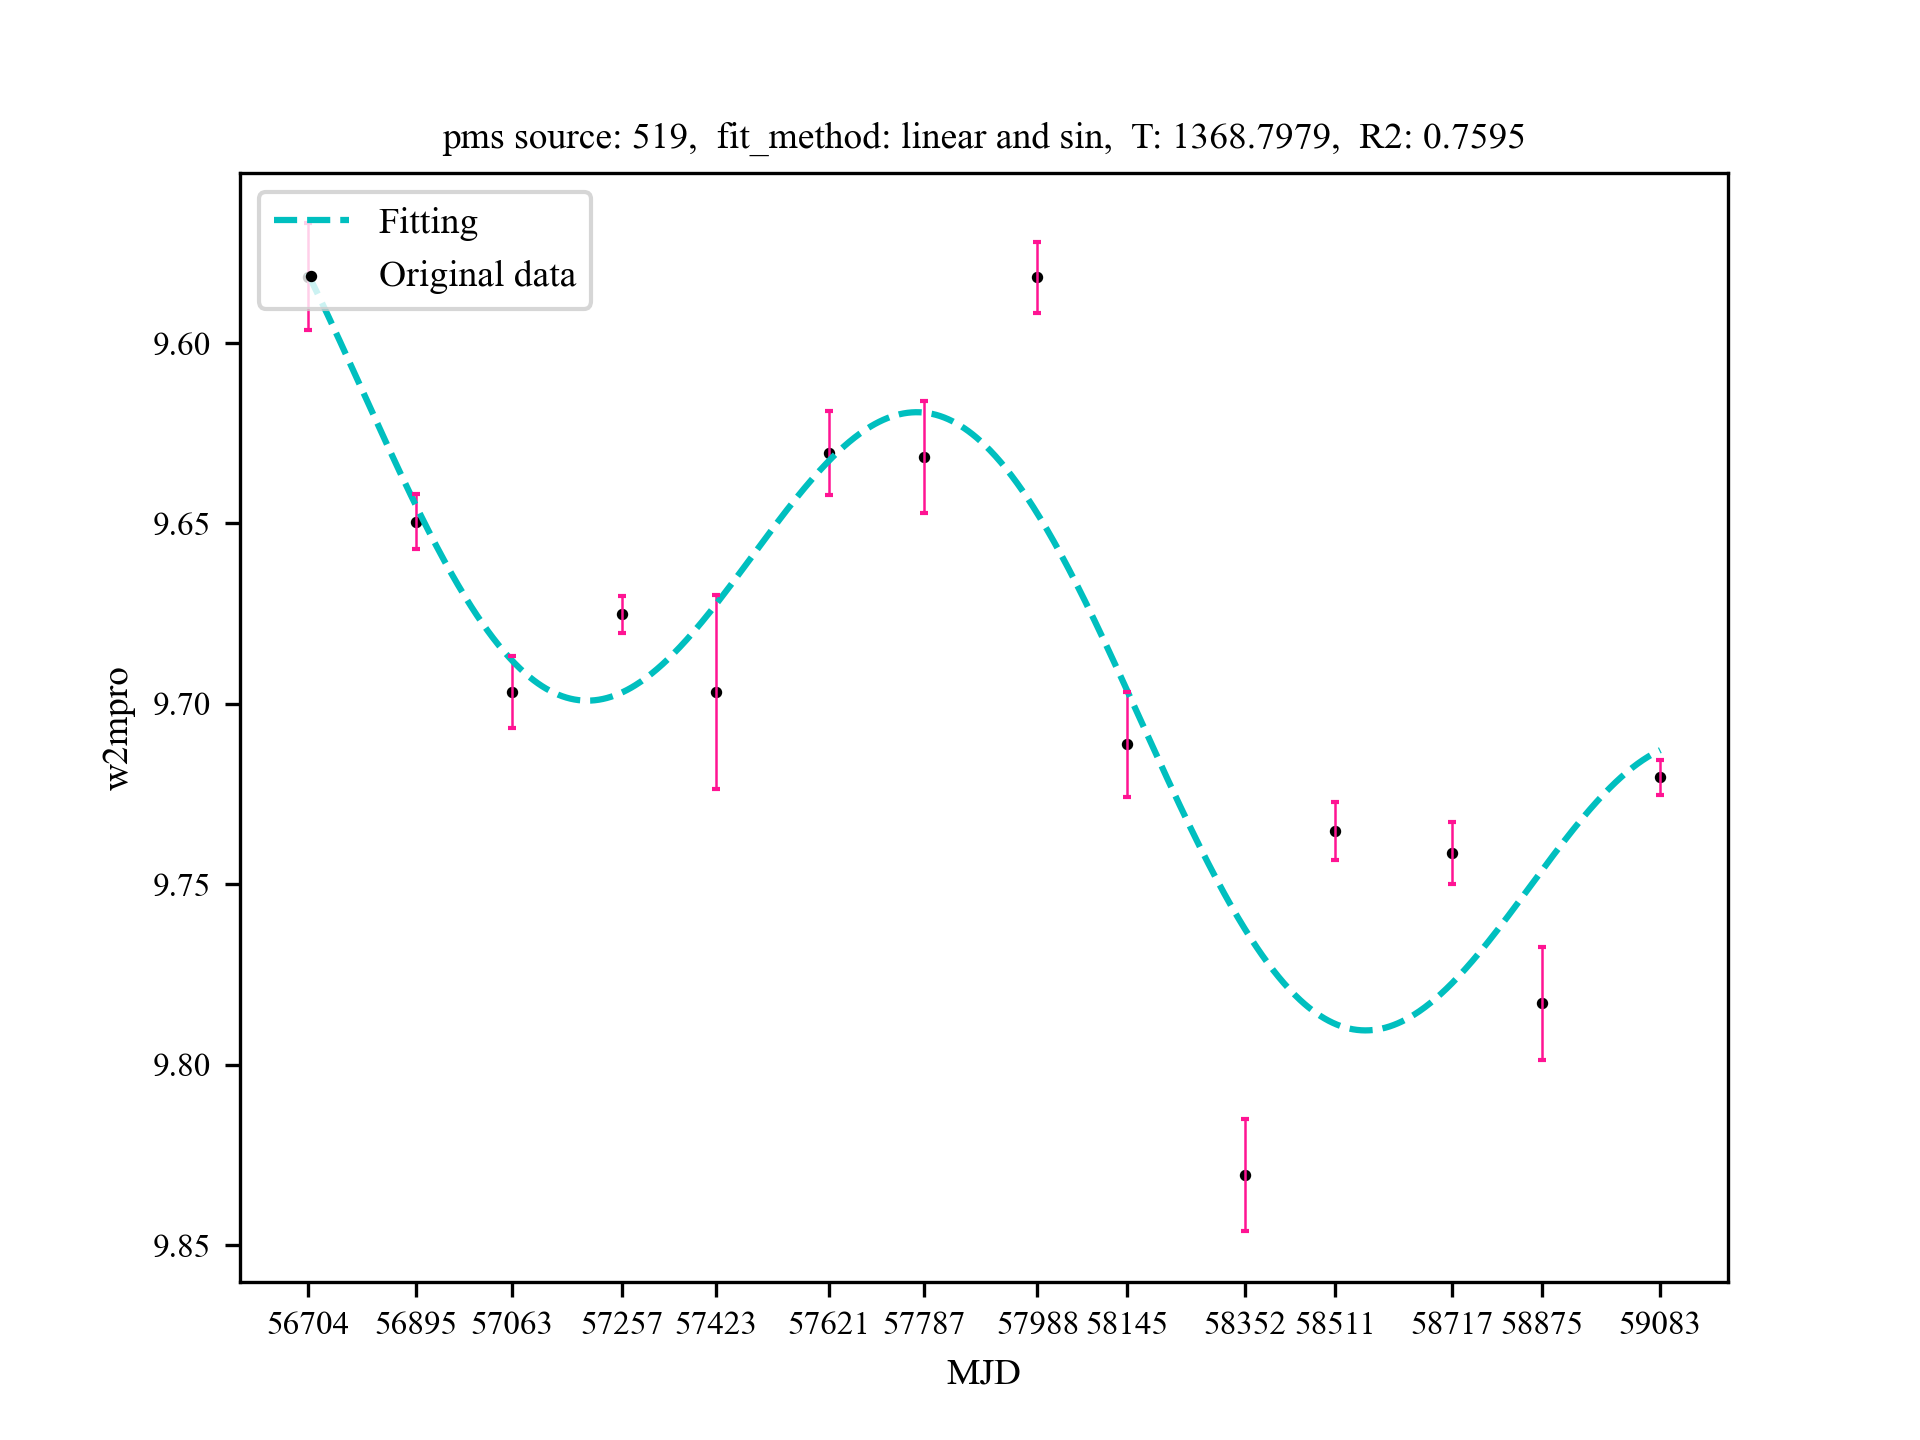 pms source: 519,  fit_method: linear and sin,  T: 1368.7979,  R2: 0.7595
Fitting
Original data
9.60
9.65
9.70
9.75
9.80
9.85
w2mpro
56704 56895 57063 57257 57423 57621 57787 57988 58145 58352 58511 58717 58875 59083
MJD